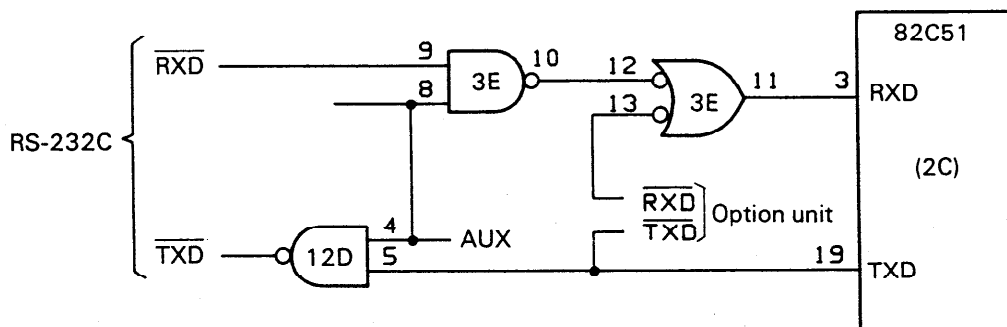 82C51
RXD
9
8
3E
10
12
13
3E
11
3
RXD
RS-232C
(2C)
RXD
TXD
Option unit
TXD
12D
4
5
AUX
19
TXD